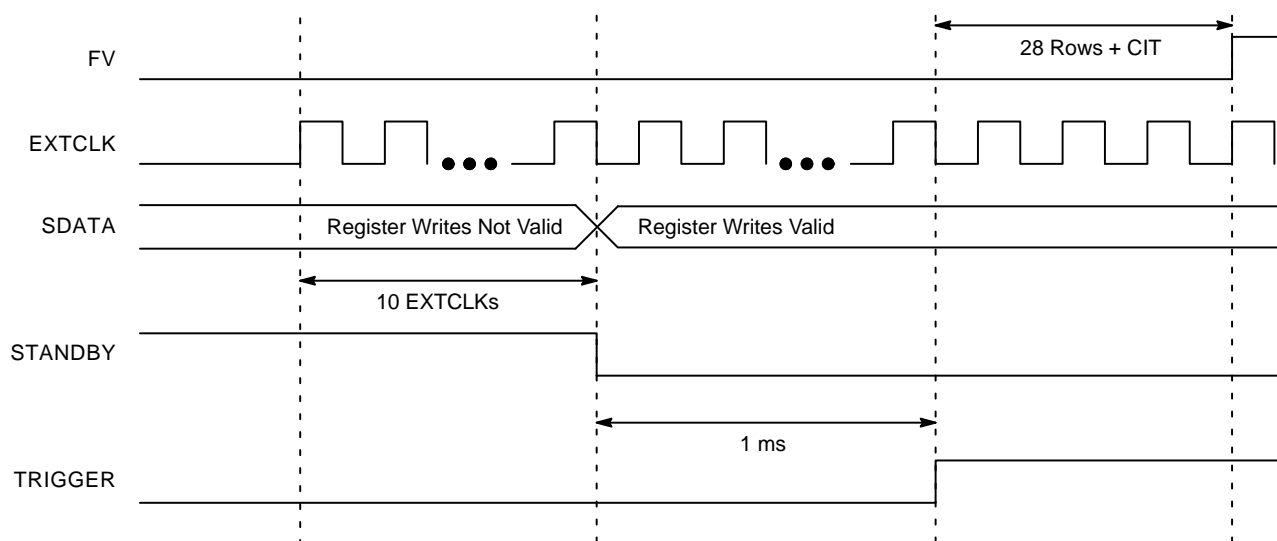 28 Rows + CIT
FV
EXTCLK
SDATA
Register Writes Not Valid
Register Writes Valid
10 EXTCLKs
STANDBY
1 ms
TRIGGER